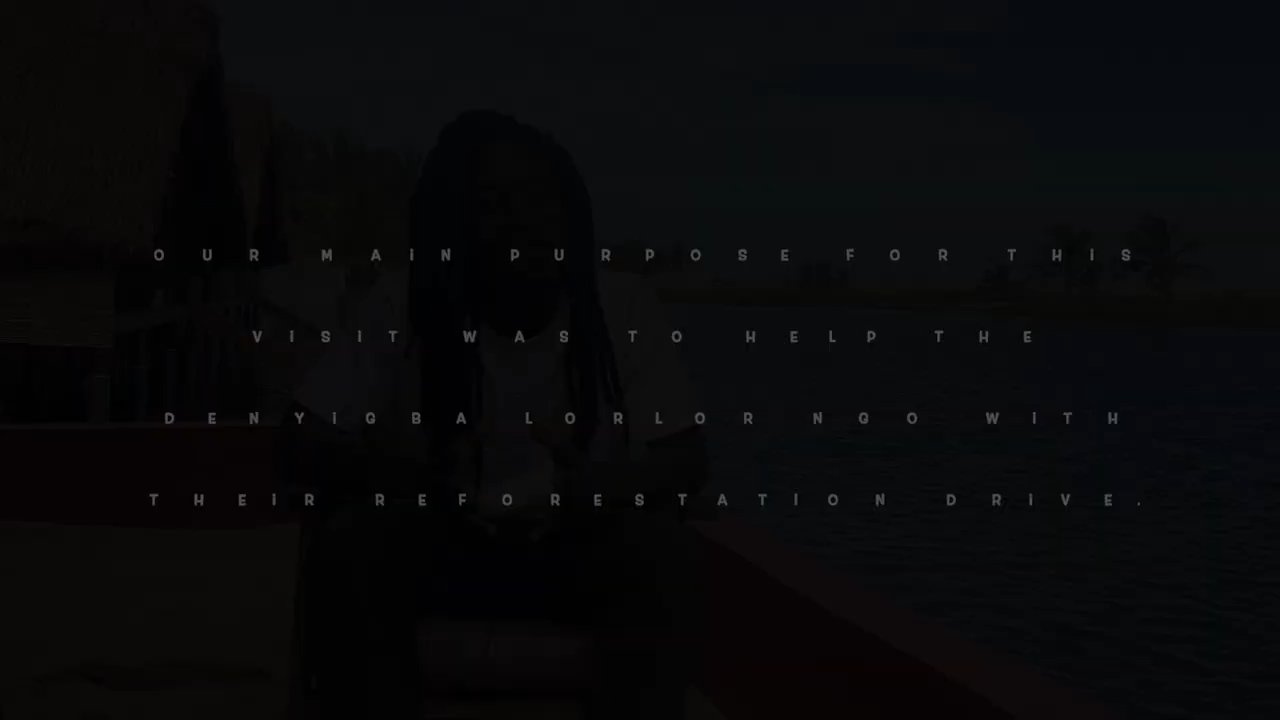 OUR MAIN PURPOSE FOR THIS
VISIT WAS TO HELP THE
DENYIGBA LORLOR NGO WITH
THEIR REFORESTATION DRIVE.